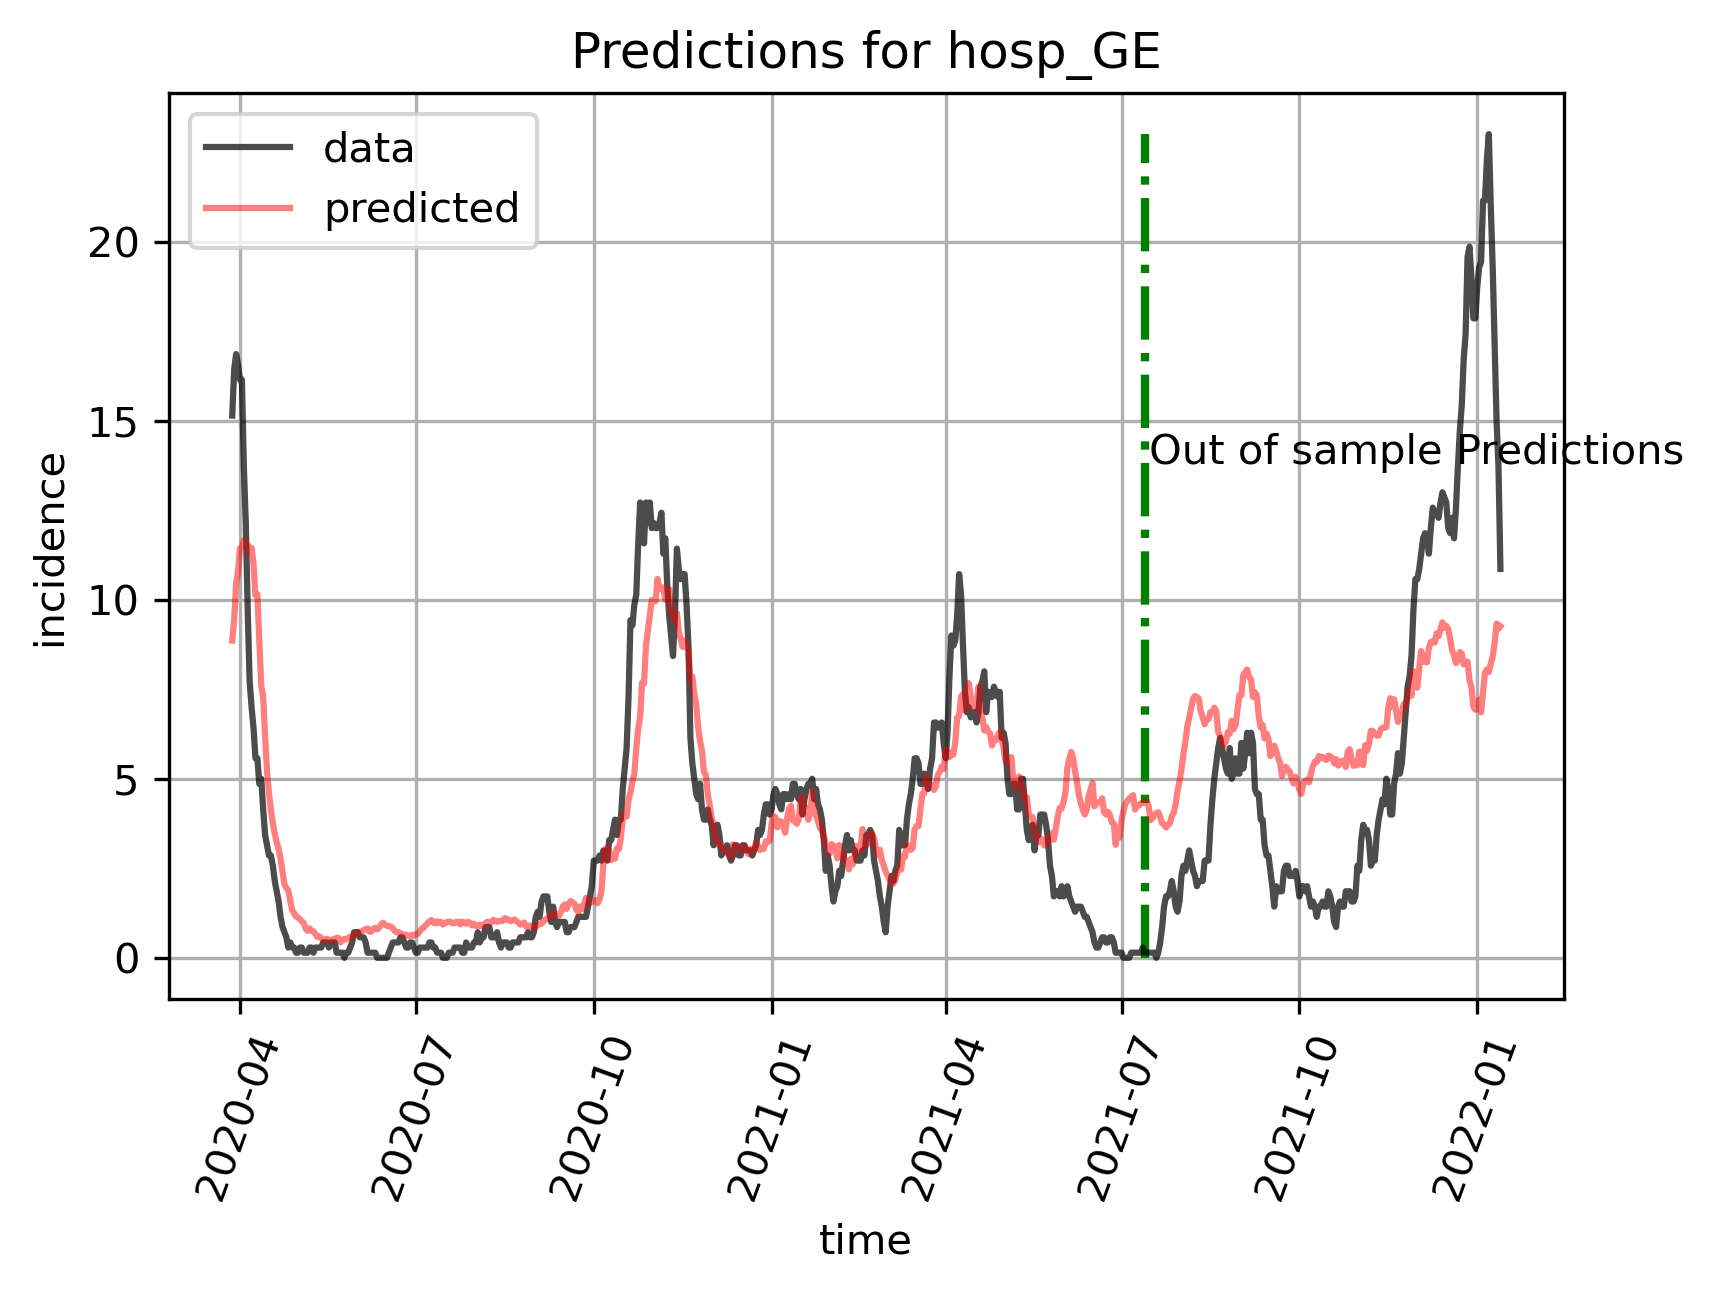 Predictions for hosp_GE
data
predicted
20
15
10
5
0
incidence
Out of sample Predictions
2020-04
2020-07
2020-10
2021-01
2021-04
2021-07
2021-10
2022-01
time